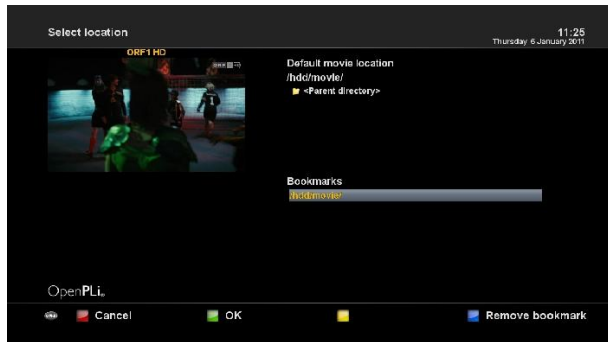 Select location
11:25
Thursday 6 January 2011
ORF1 HD
Default movie location
/hdd/movie/
<Parent directory>
1
Bookmarks
/hdd/movie/
OpenPLi®
Cancel
OK
Remove bookmark